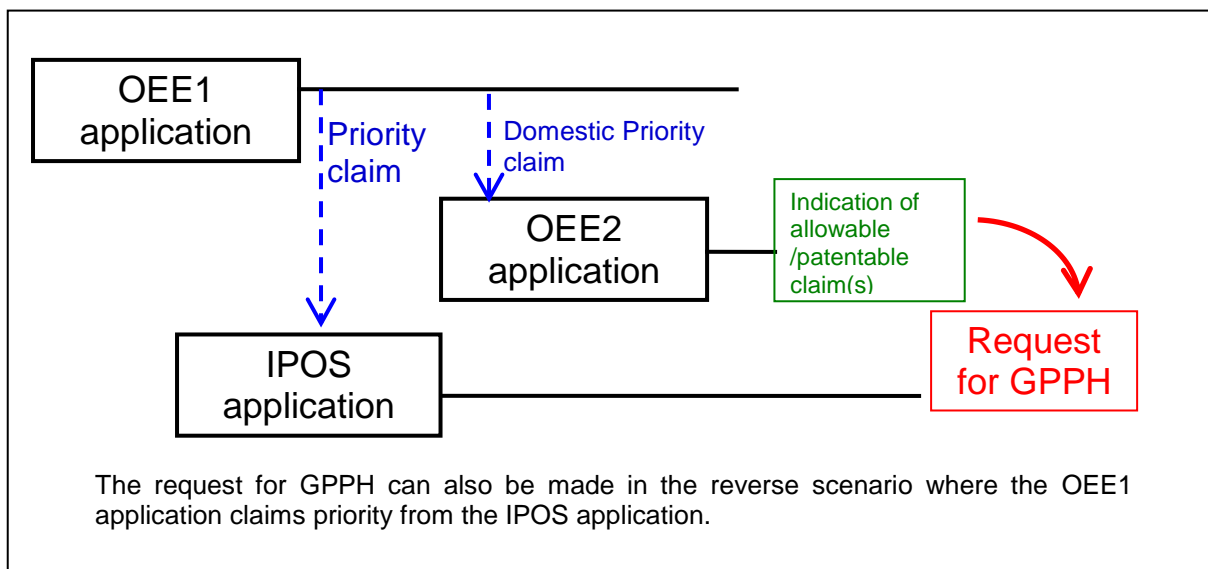 OEE1
application
Priority
claim
Domestic Priority
claim
OEE2
application
Indication of
allowable
/patentable
claim(s)
IPOS
application
Request
for GPPH
The request for GPPH can also be made in the reverse scenario where the OEE1
application claims priority from the IPOS application.